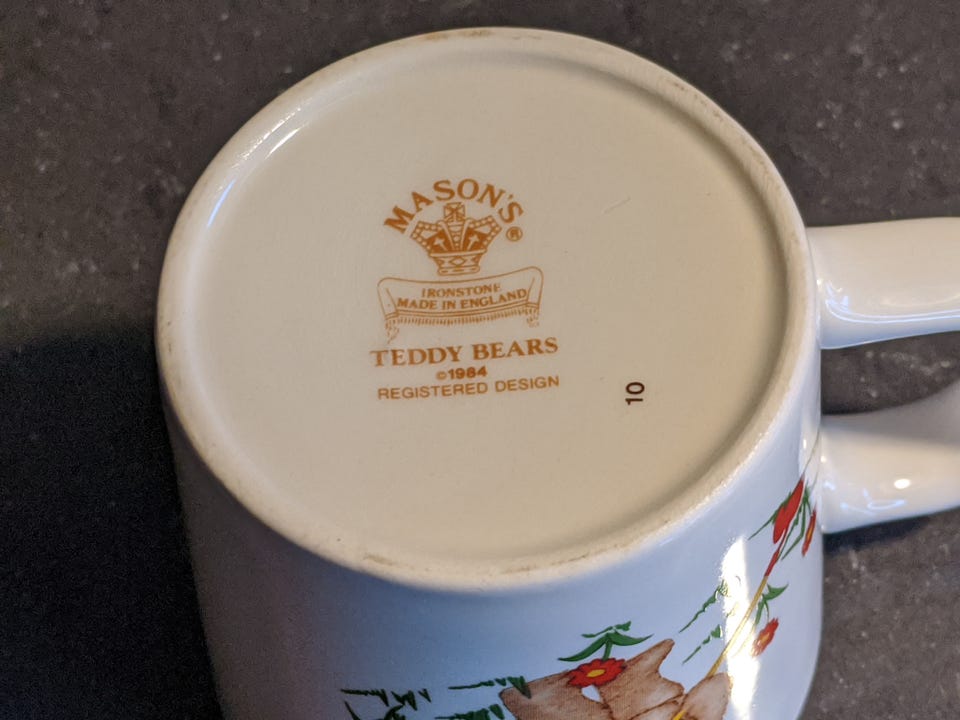 MASON'S®
IRONSTONE
MADE IN ENGLAND
TEDDY BEARS
©1984
REGISTERED DESIGN
10